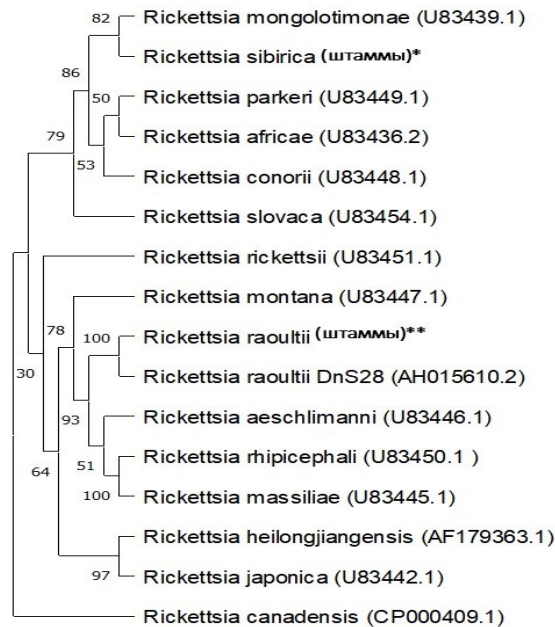 82 Rickettsia mongolotimonae (U83439.1)
Rickettsia sibirica (штаммы)*
86
50 Rickettsia parkeri (U83449.1)
79 Rickettsia africae (U83436.2)
53 Rickettsia conorii (U83448.1)
Rickettsia slovaca (U83454.1)
Rickettsia rickettsii (U83451.1)
Rickettsia montana (U83447.1)
78 100 Rickettsia raoultii (штаммы)**
30 Rickettsia raoultii DnS28 (AH015610.2)
93 Rickettsia aeschlimanni (U83446.1)
64 51 Rickettsia rhipicephali (U83450.1 )
100 Rickettsia massiliae (U83445.1)
Rickettsia heilongjiangensis (AF179363.1)
97 Rickettsia japonica (U83442.1)
Rickettsia canadensis (CP000409.1)